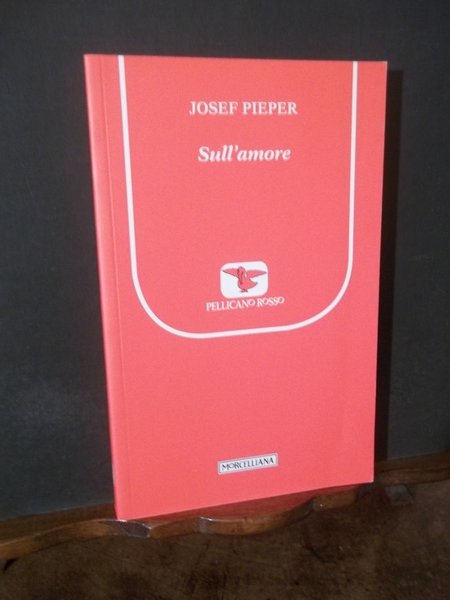 JOSEF PIEPER
Sull'amore
PELLICANO ROSSO
MORCELLIANA